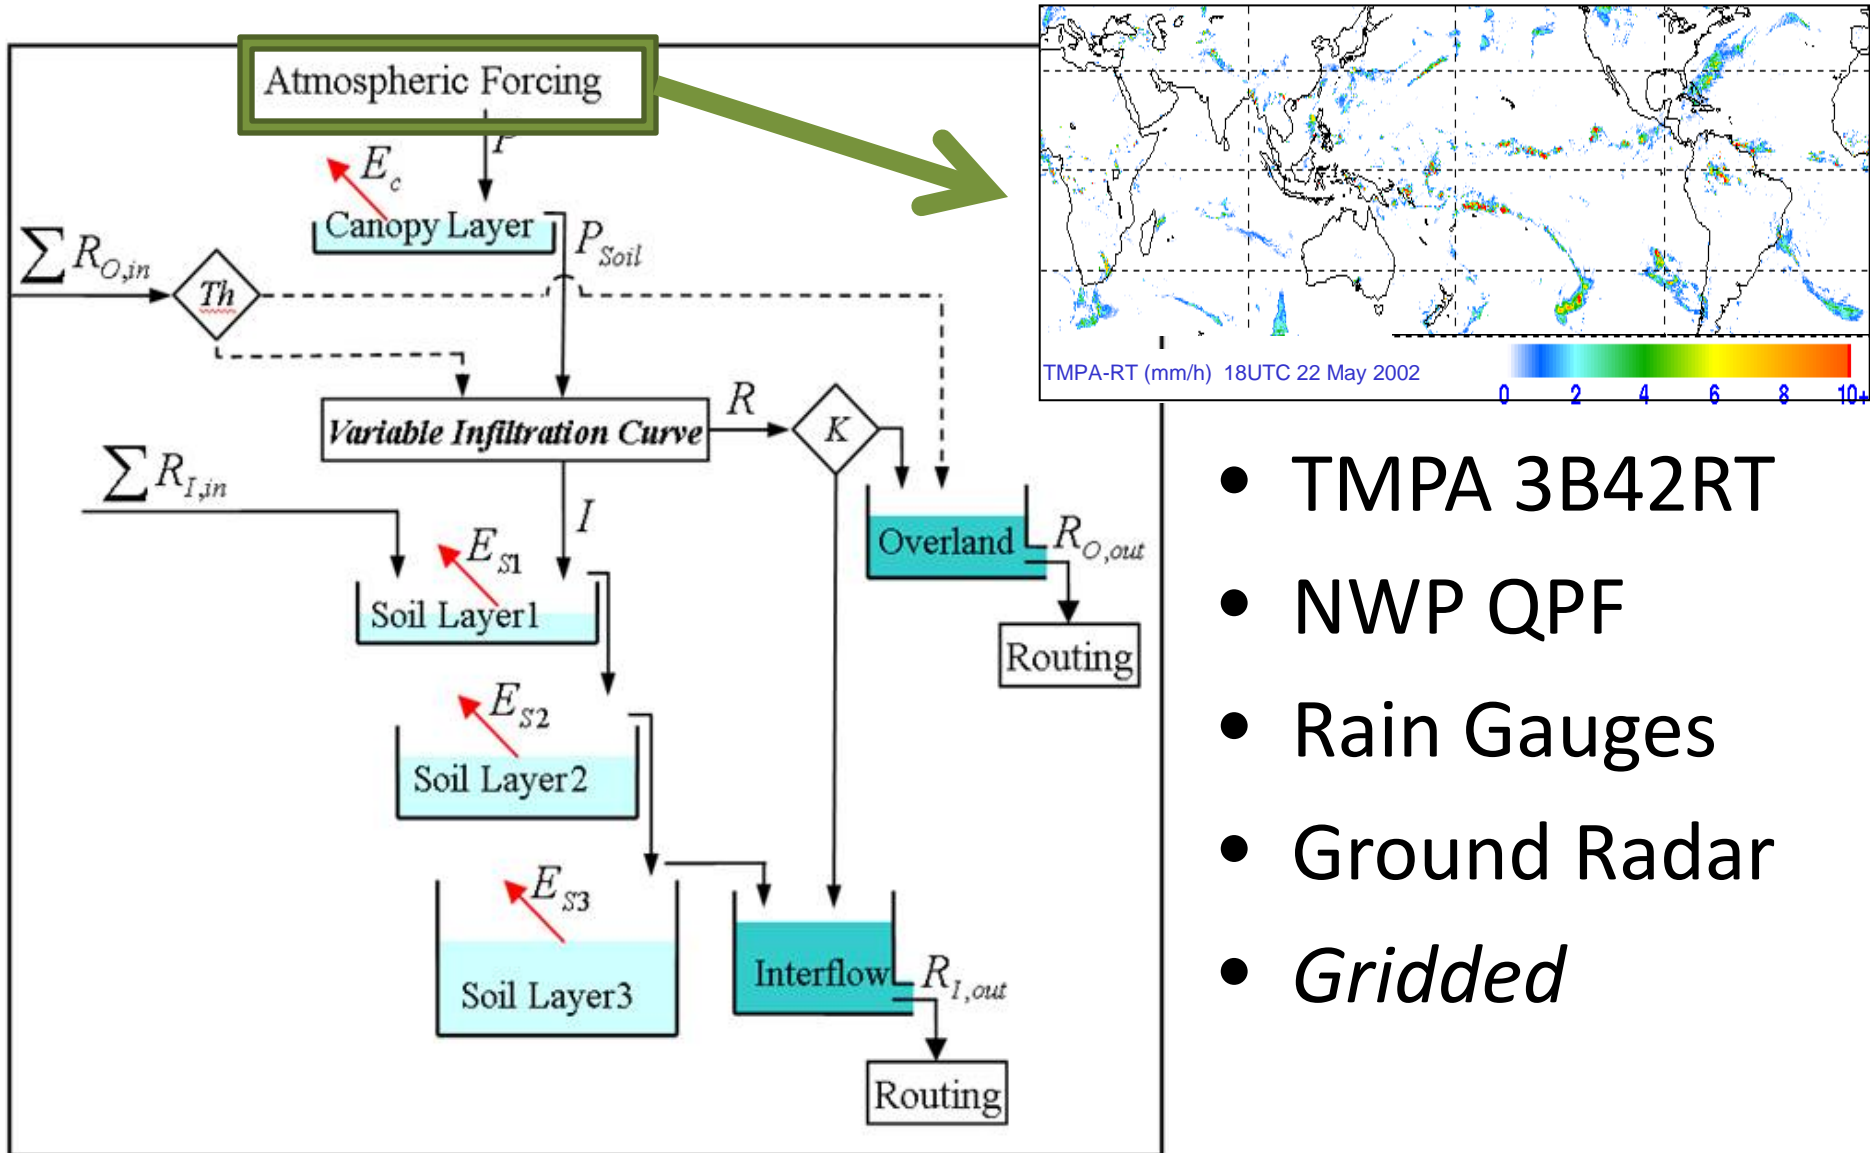 Atmospheric Forcing
P
E_c
Canopy Layer
P_Soil
∑ R_O,in
Th
Variable Infiltration Curve
R
K
∑ R_I,in
I
E_S1
Soil Layer1
Overland
R_O,out
Routing
E_S2
Soil Layer2
E_S3
Soil Layer3
Interflow
R_I,out
Routing
TMPA-RT (mm/h) 18UTC 22 May 2002
0 2 4 6 8 10+
• TMPA 3B42RT
• NWP QPF
• Rain Gauges
• Ground Radar
• Gridded